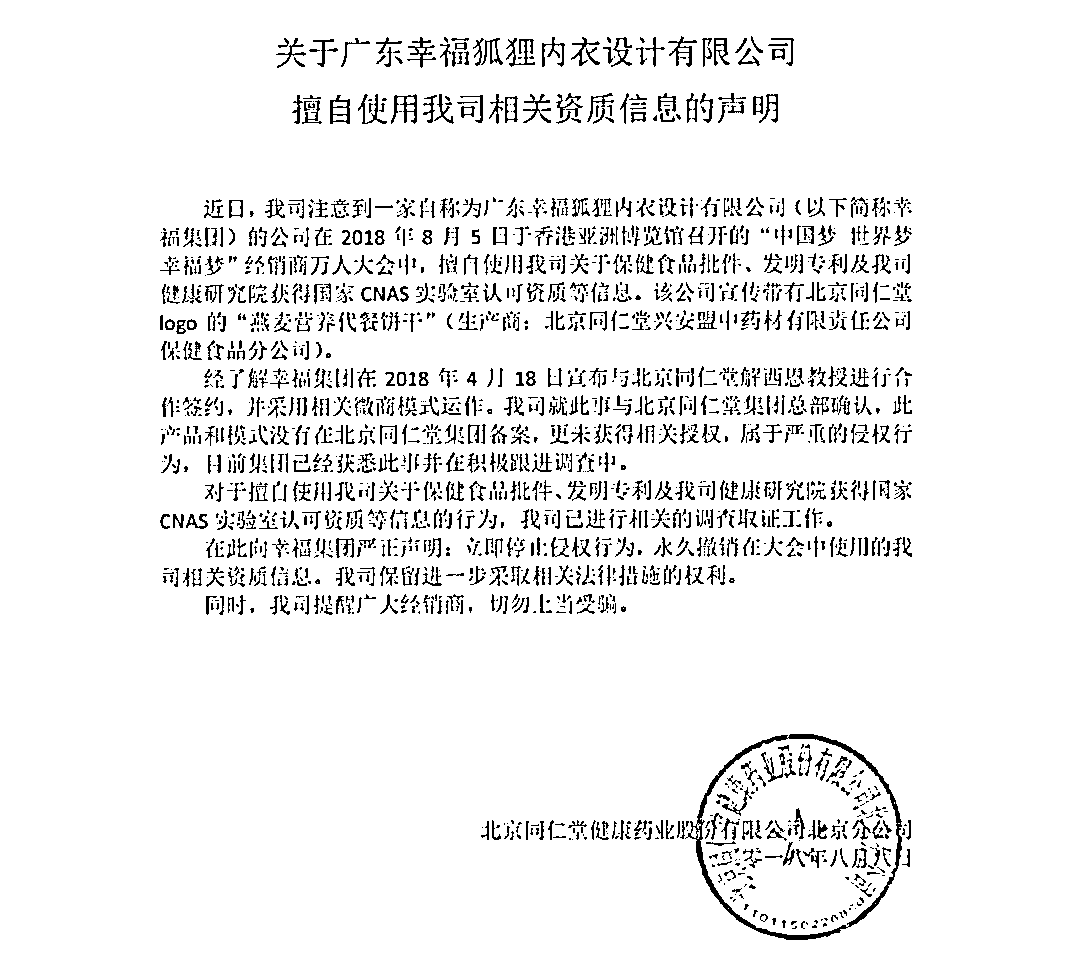 关于广东幸福狐狸内衣设计有限公司
擅自使用我司相关资质信息的声明
近日，我司注意到一家自称为广东幸福狐狸内衣设计有限公司（以下简称幸
福集团）的公司在 2018 年 8 月 5 日于香港亚洲博览馆召开的“中国梦 世界梦
幸福梦”经销商万人大会中，擅自使用我司关于保健食品批件、发明专利及我司
健康研究院获得国家 CNAS 实验室认可资质等信息。该公司宣传带有北京同仁堂
logo 的“燕麦营养代餐饼干”（生产商：北京同仁堂兴安盟中药材有限责任公司
保健食品分公司）。
经了解幸福集团在 2018 年 4 月 18 日宣布与北京同仁堂解西恩教授进行合
作签约，并采用相关微商模式运作。我司就此事与北京同仁堂集团总部确认，此
产品和模式没有在北京同仁堂集团备案，更未获得相关授权，属于严重的侵权行
为，目前集团已经获悉此事并在积极跟进调查中。
对于擅自使用我司关于保健食品批件、发明专利及我司健康研究院获得国家
CNAS 实验室认可资质等信息的行为，我司已进行相关的调查取证工作。
在此向幸福集团严正声明：立即停止侵权行为，永久撤销在大会中使用的我
司相关资质信息。我司保留进一步采取相关法律措施的权利。
同时，我司提醒广大经销商，切勿上当受骗。
北京同仁堂健康药业股份有限公司北京分公司
零一八年八月八日